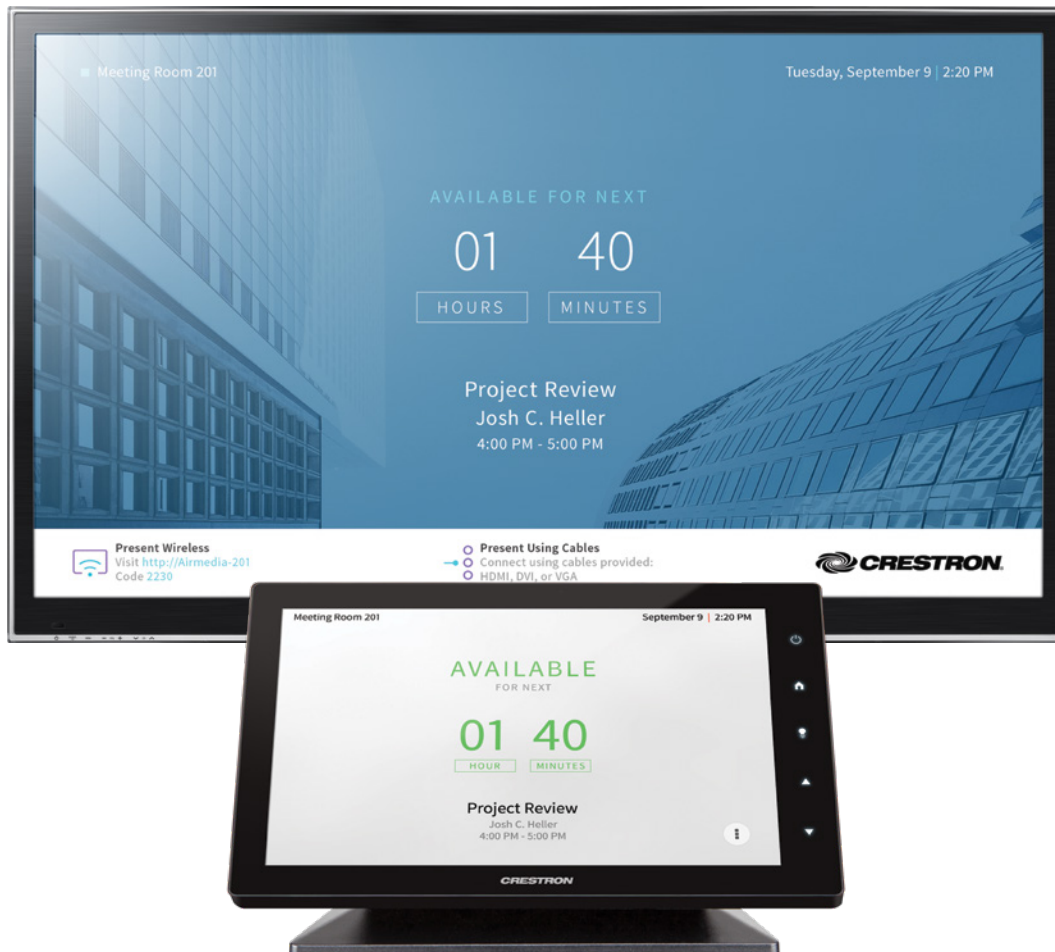 Meeting Room 201
Tuesday, September 9 | 2:20 PM
AVAILABLE FOR NEXT
01 40
HOURS MINUTES
Project Review
Josh C. Heller
4:00 PM - 5:00 PM
Present Wireless
Visit http://Airmedia-201
Code 2230
Present Using Cables
Connect using cables provided:
HDMI, DVI, or VGA
CRESTRON
Meeting Room 201
September 9 | 2:20 PM
AVAILABLE
FOR NEXT
01 40
HOUR MINUTES
Project Review
Josh C. Heller
4:00 PM - 5:00 PM
CRESTRON